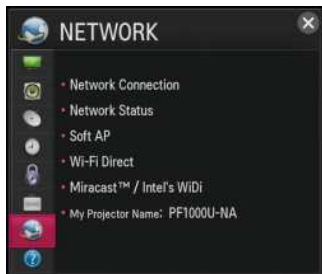 NETWORK
• Network Connection
• Network Status
• Soft AP
• Wi-Fi Direct
• Miracast™ / Intel's WiDi
• My Projector Name: PF1000U-NA